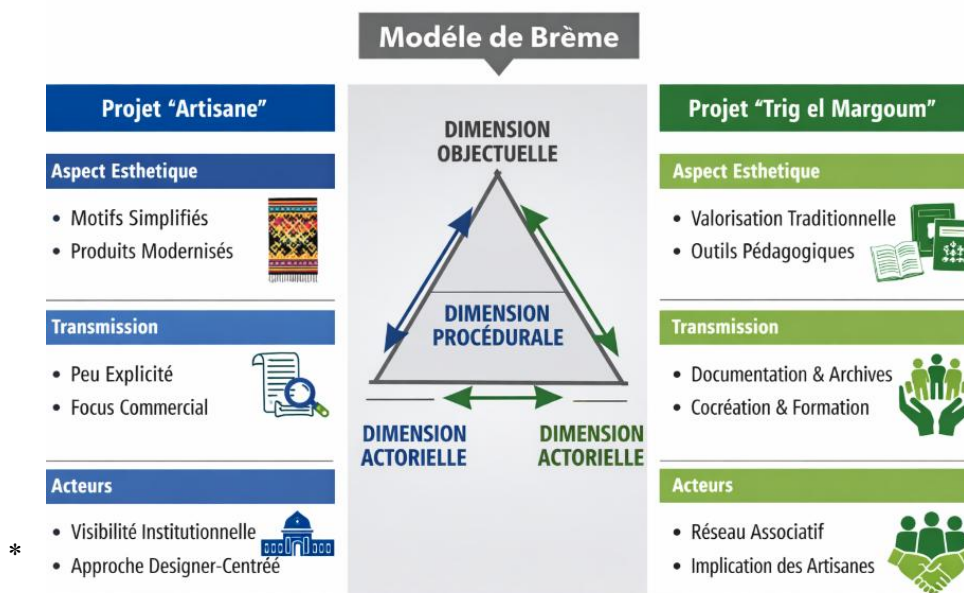 Modéle de Brème
Projet “Artisane”
Aspect Esthetique
• Motifs Simplifiés
• Produits Modernisés
Transmission
• Peu Explicité
• Focus Commercial
Acteurs
• Visibilité Institutionnelle
• Approche Designer-Centréé
*
DIMENSION
OBJECTUELLE
DIMENSION
PROCÉDURALE
DIMENSION
ACTORIELLE
DIMENSION
ACTORIELLE
Projet “Trig el Margoum”
Aspect Esthetique
• Valorisation Traditionnelle
• Outils Pédagogiques
Transmission
• Documentation & Archives
• Cocréation & Formation
Acteurs
• Réseau Associatif
• Implication des Artisanes